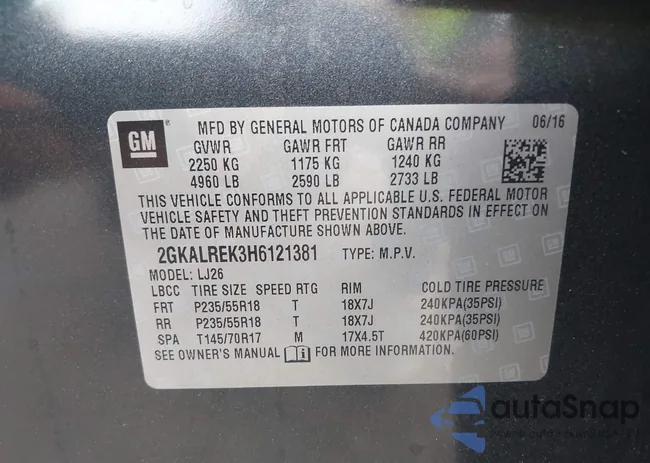 GM
MFD BY GENERAL MOTORS OF CANADA COMPANY 06/16
GVWR GAWR FRT GAWR RR
2250 KG 1175 KG 1240 KG
4960 LB 2590 LB 2733 LB
THIS VEHICLE CONFORMS TO ALL APPLICABLE U.S. FEDERAL MOTOR
VEHICLE SAFETY AND THEFT PREVENTION STANDARDS IN EFFECT ON
THE DATE OF MANUFACTURE SHOWN ABOVE.
2GKALREK3H6121381 TYPE: M.P.V.
MODEL: LJ26
LBCC TIRE SIZE SPEED RTG RIM COLD TIRE PRESSURE
FRT P235/55R18 T 18X7J 240KPA(35PSI)
RR P235/55R18 T 18X7J 240KPA(35PSI)
SPA T145/70R17 M 17X4.5T 420KPA(60PSI)
SEE OWNER'S MANUAL FOR MORE INFORMATION
autoSnap